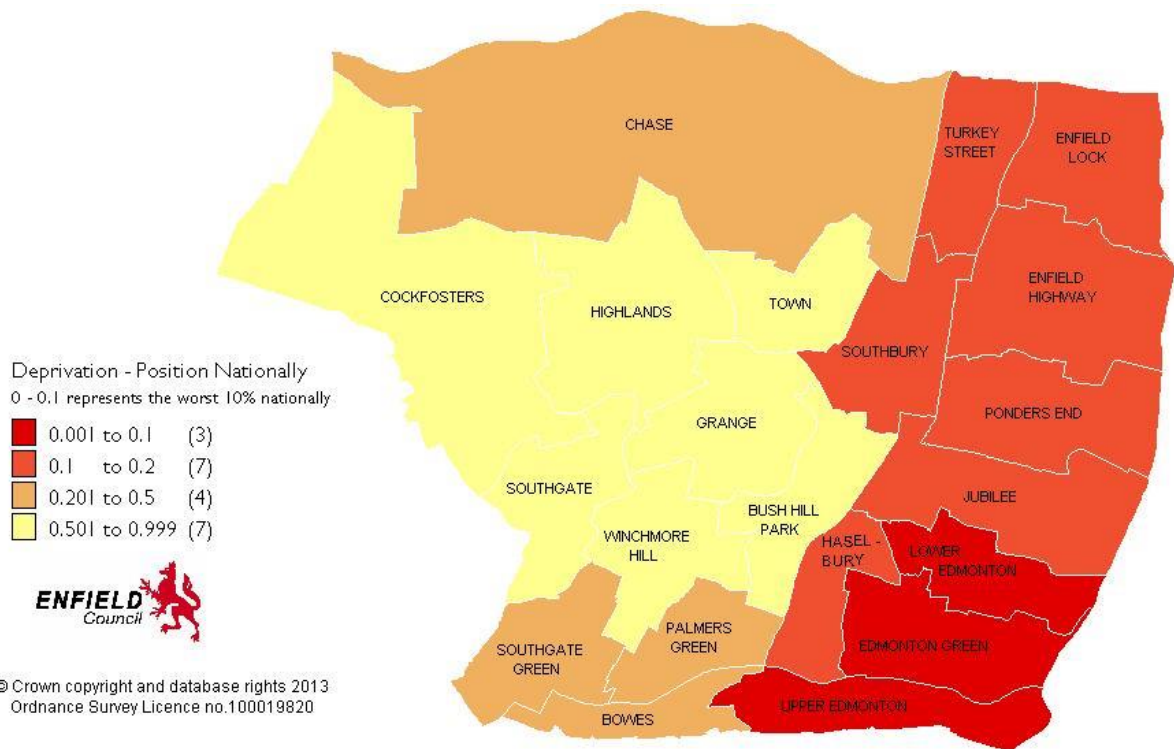 CHASE
TURKEY
STREET
ENFIELD
LOCK
COCKFOSTERS
HIGHLANDS
TOWN
ENFIELD
HIGHWAY
SOUTHBURY
GRANGE
PONDERS END
SOUTHGATE
WINCHMORE
HILL
BUSH HILL
PARK
JUBILEE
HASEL -
BURY
LOWER
EDMONTON
SOUTHGATE
GREEN
PALMERS
GREEN
EDMONTON GREEN
BOWES
UPPER EDMONTON
Deprivation - Position Nationally
0 - 0.1 represents the worst 10% nationally
0.001 to 0.1 (3)
0.1 to 0.2 (7)
0.201 to 0.5 (4)
0.501 to 0.999 (7)
ENFIELD
Council
© Crown copyright and database rights 2013
Ordnance Survey Licence no.100019820